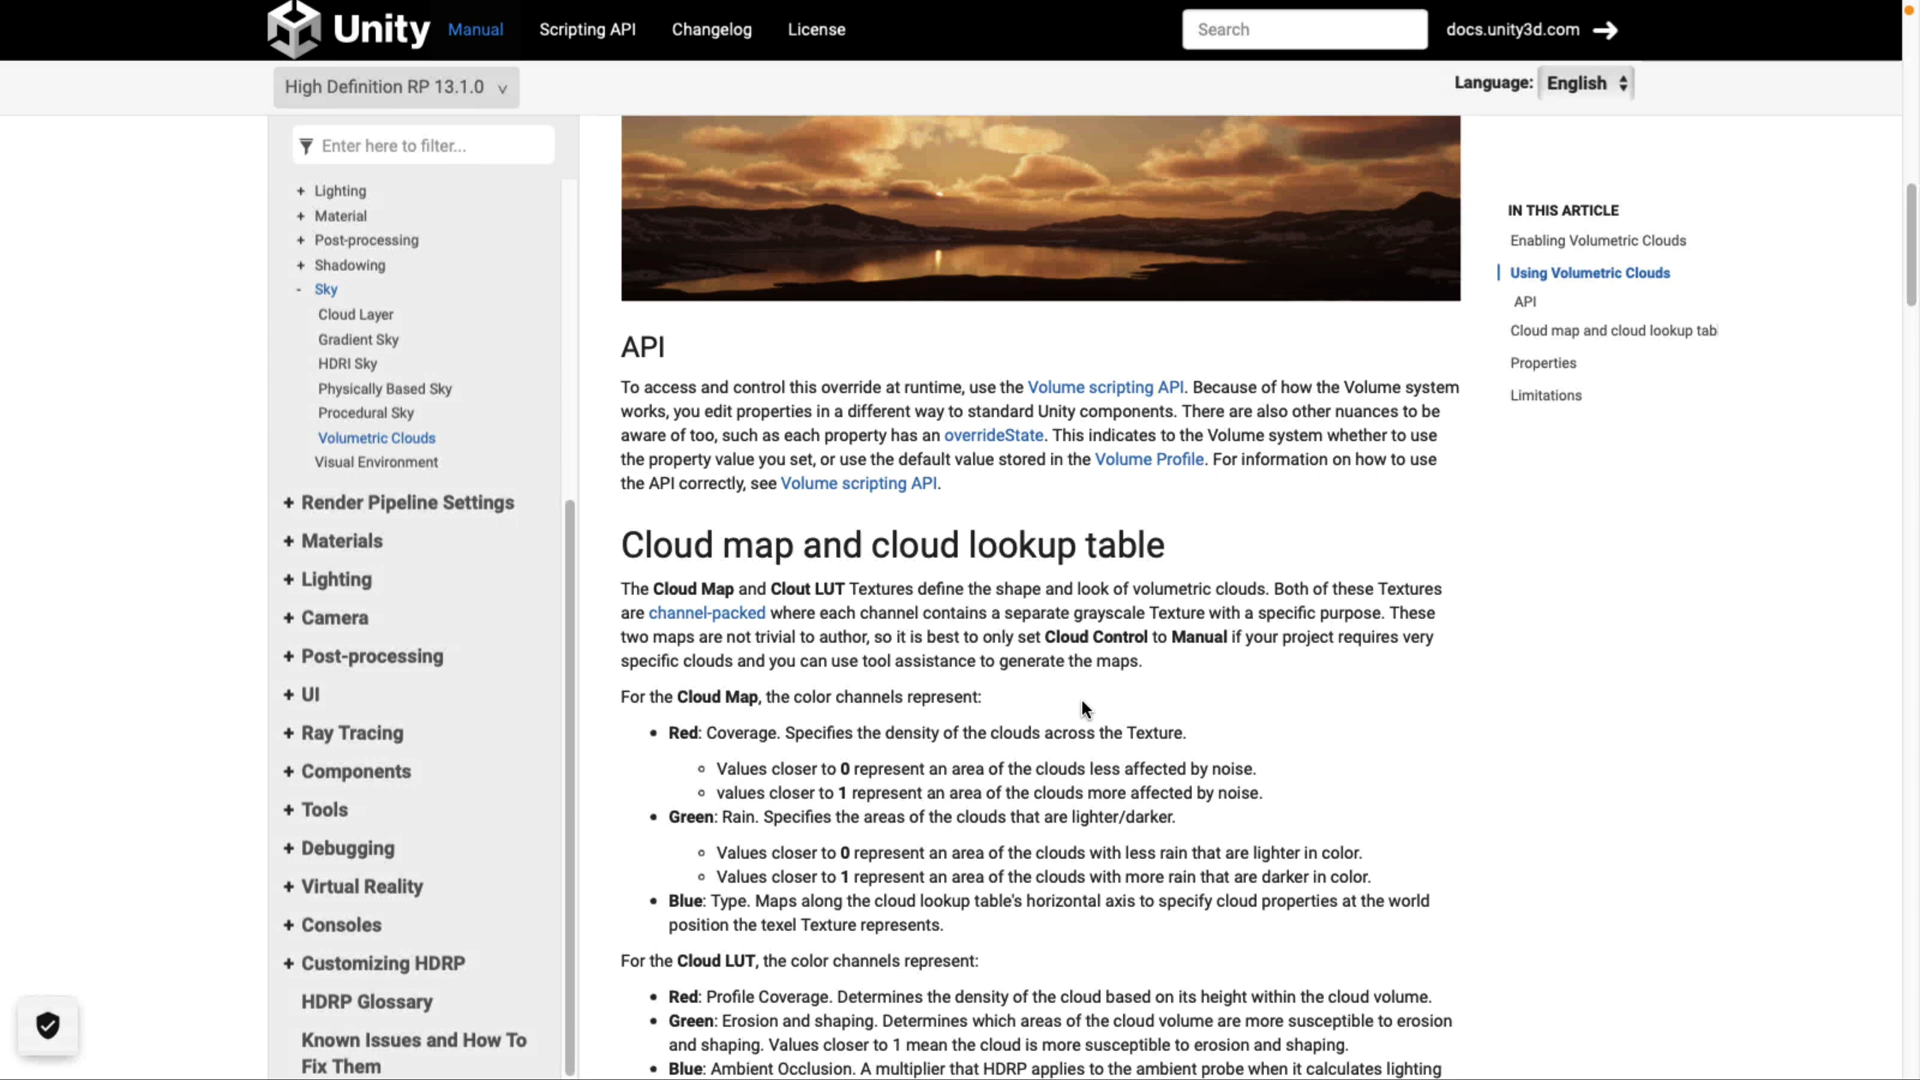 Unity
Manual
Scripting API
Changelog
License
Search
docs.unity3d.com
High Definition RP 13.1.0
Language:
English
Enter here to filter...
+ Lighting
+ Material
+ Post-processing
+ Shadowing
- Sky
Cloud Layer
Gradient Sky
HDRI Sky
Physically Based Sky
Procedural Sky
Volumetric Clouds
Visual Environment
+ Render Pipeline Settings
+ Materials
+ Lighting
+ Camera
+ Post-processing
+ UI
+ Ray Tracing
+ Components
+ Tools
+ Debugging
+ Virtual Reality
+ Consoles
+ Customizing HDRP
HDRP Glossary
Known Issues and How To
Fix Them
API
To access and control this override at runtime, use the Volume scripting API. Because of how the Volume system
works, you edit properties in a different way to standard Unity components. There are also other nuances to be
aware of too, such as each property has an overrideState. This indicates to the Volume system whether to use
the property value you set, or use the default value stored in the Volume Profile. For information on how to use
the API correctly, see Volume scripting API.
Cloud map and cloud lookup table
The Cloud Map and Clout LUT Textures define the shape and look of volumetric clouds. Both of these Textures
are channel-packed where each channel contains a separate grayscale Texture with a specific purpose. These
two maps are not trivial to author, so it is best to only set Cloud Control to Manual if your project requires very
specific clouds and you can use tool assistance to generate the maps.
For the Cloud Map, the color channels represent:
• Red: Coverage. Specifies the density of the clouds across the Texture.
◦ Values closer to 0 represent an area of the clouds less affected by noise.
◦ values closer to 1 represent an area of the clouds more affected by noise.
• Green: Rain. Specifies the areas of the clouds that are lighter/darker.
◦ Values closer to 0 represent an area of the clouds with less rain that are lighter in color.
◦ Values closer to 1 represent an area of the clouds with more rain that are darker in color.
• Blue: Type. Maps along the cloud lookup table's horizontal axis to specify cloud properties at the world
position the texel Texture represents.
For the Cloud LUT, the color channels represent:
• Red: Profile Coverage. Determines the density of the cloud based on its height within the cloud volume.
• Green: Erosion and shaping. Determines which areas of the cloud volume are more susceptible to erosion
and shaping. Values closer to 1 mean the cloud is more susceptible to erosion and shaping.
• Blue: Ambient Occlusion. A multiplier that HDRP applies to the ambient probe when it calculates lighting
IN THIS ARTICLE
Enabling Volumetric Clouds
Using Volumetric Clouds
API
Cloud map and cloud lookup tab
Properties
Limitations